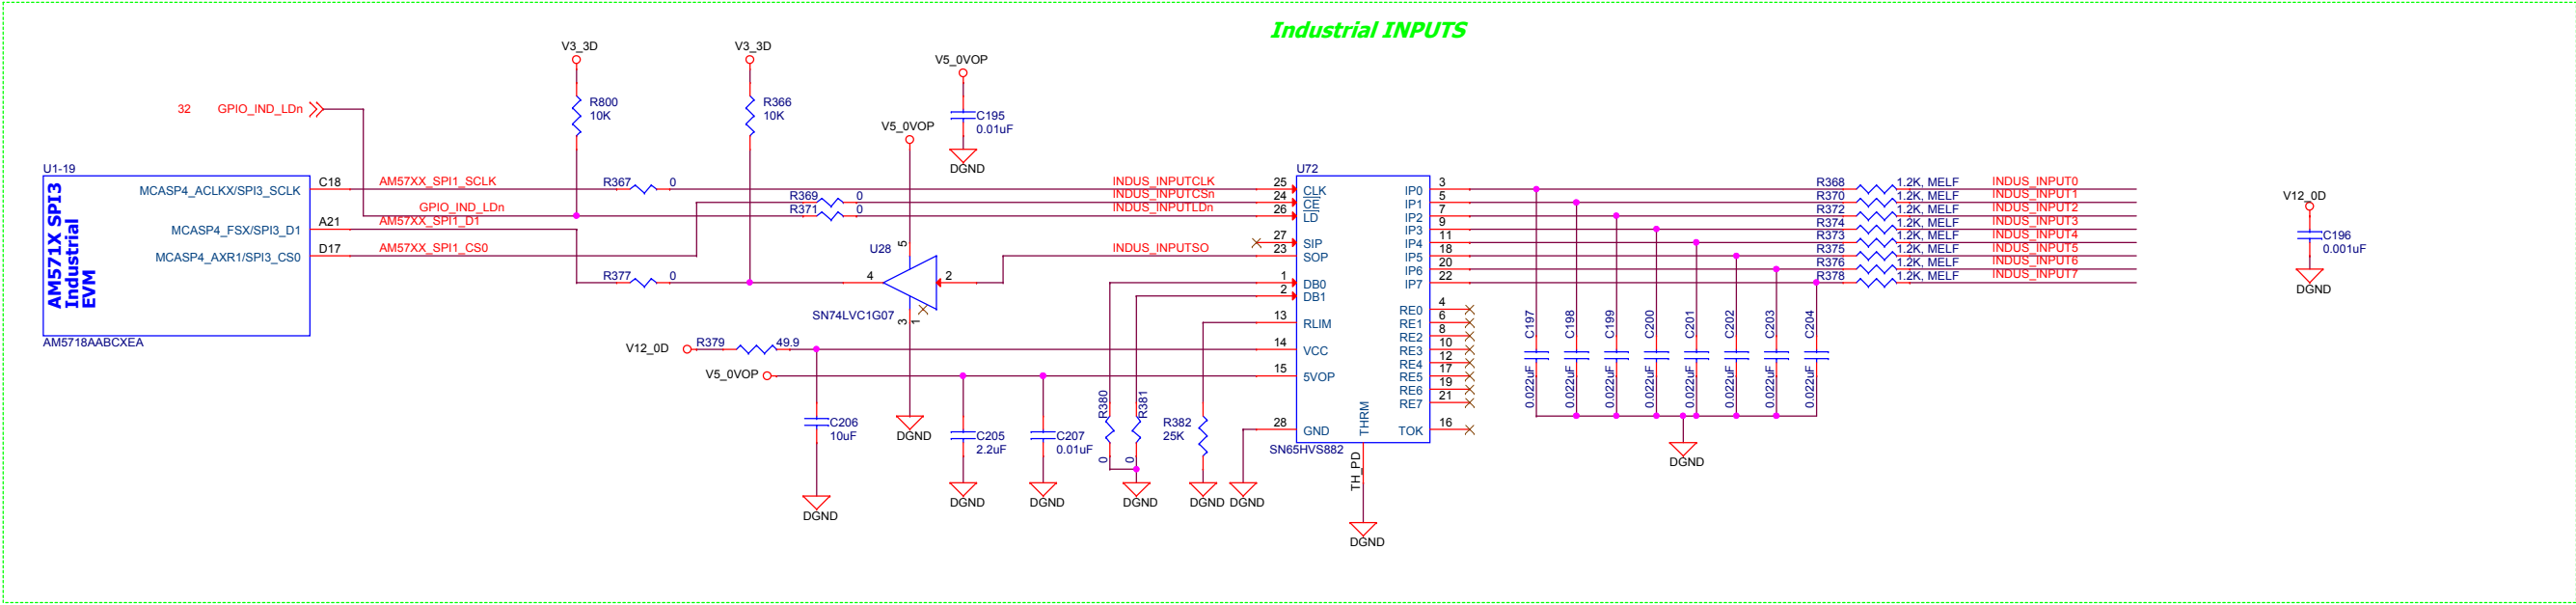 Industrial INPUTS
V3_3D
V3_3D
V5_0VOP
R800
10K
R366
10K
C195
0.01uF
DGND
32 GPIO_IND_LDn
V5_0VOP
U1-19
AM571X SPI3
Industrial
EVM
MCASP4_ACLKX/SPI3_SCLK
MCASP4_FSX/SPI3_D1
MCASP4_AXR1/SPI3_CS0
AM5718AABCXEA
C18
A21
D17
AM57XX_SPI1_SCLK
GPIO_IND_LDn
AM57XX_SPI1_D1
AM57XX_SPI1_CS0
R367 0
R369 0
R371 0
R377 0
U28
5
4
2
3
1
SN74LVC1G07
DGND
INDUS_INPUTCLK
INDUS_INPUTCSn
INDUS_INPUTLDn
INDUS_INPUTSO
V12_0D
R379 49.9
V5_0VOP
C206
10uF
DGND
C205
2.2uF
DGND
C207
0.01uF
DGND
R380
0
R381
0
DGND
R382
25K
DGND
DGND
U72
25 CLK
24 CE
26 LD
27 SIP
23 SOP
1 DB0
2 DB1
13 RLIM
14 VCC
15 5VOP
28 GND
THRM
SN65HVS882
TH_PD
DGND
IP0 3
IP1 5
IP2 7
IP3 9
IP4 11
IP5 18
IP6 20
IP7 22
RE0 4
RE1 6
RE2 8
RE3 10
RE4 12
RE5 17
RE6 19
RE7 21
TOK 16
R368 1.2K, MELF INDUS_INPUT0
R370 1.2K, MELF INDUS_INPUT1
R372 1.2K, MELF INDUS_INPUT2
R374 1.2K, MELF INDUS_INPUT3
R373 1.2K, MELF INDUS_INPUT4
R375 1.2K, MELF INDUS_INPUT5
R376 1.2K, MELF INDUS_INPUT6
R378 1.2K, MELF INDUS_INPUT7
C197
0.022uF
C198
0.022uF
C199
0.022uF
C200
0.022uF
C201
0.022uF
C202
0.022uF
C203
0.022uF
C204
0.022uF
DGND
V12_0D
C196
0.001uF
DGND